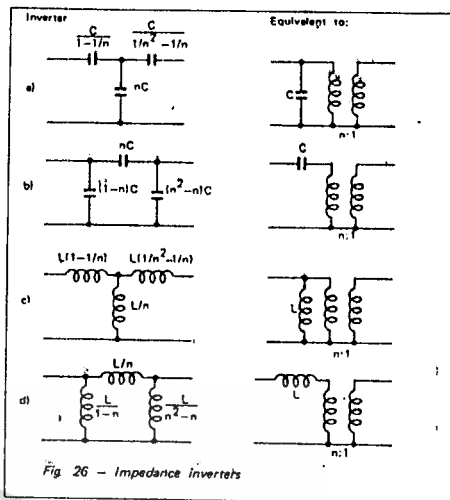 Inverter
Equivalent to:
C / 1−1/n
C / 1/n² −1/n
a)
nC
C
n·1
b)
nC
(1−n)C
(n²−n)C
C
n:1
c)
L(1−1/n)
L(1/n²−1/n)
L/n
L
n·1
d)
L/n
L / 1−n
L / n²−n
L
n:1
Fig. 26 — Impedance inverters